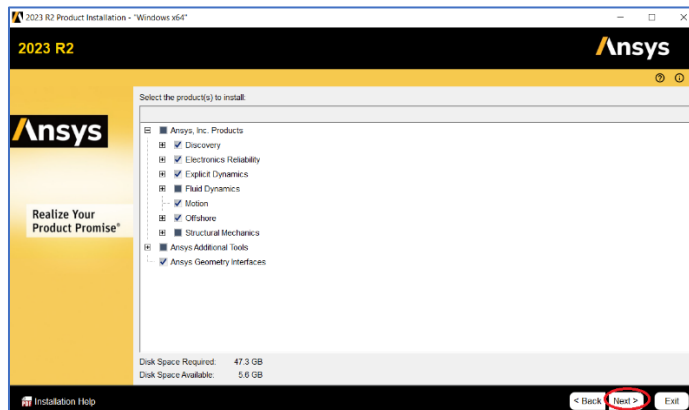 2023 R2 Product Installation - "Windows x64"
2023 R2
Ansys
Select the product(s) to install:
Ansys
Ansys, Inc. Products
Discovery
Electronics Reliability
Explicit Dynamics
Fluid Dynamics
Motion
Realize Your
Product Promise®
Offshore
Structural Mechanics
Ansys Additional Tools
Ansys Geometry Interfaces
Disk Space Required: 47.3 GB
Disk Space Available: 5.6 GB
Installation Help
< Back Next > Exit